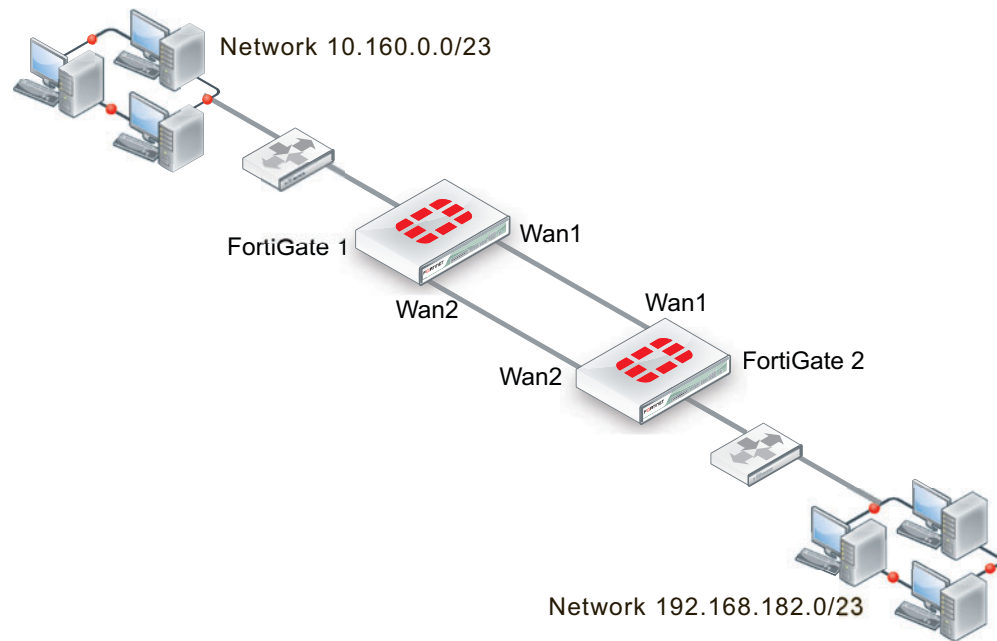 Network 10.160.0.0/23
FortiGate 1
Wan1
Wan2
Wan1
Wan2
FortiGate 2
Network 192.168.182.0/23